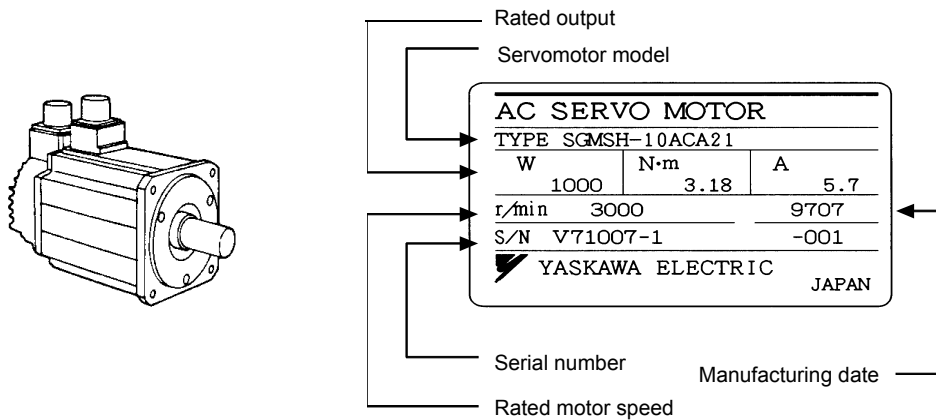 Rated output
Servomotor model
AC SERVO MOTOR
TYPE SGMSH-10ACA21
W N·m A
1000 3.18 5.7
r/min 3000 9707
S/N V71007-1 -001
YASKAWA ELECTRIC
JAPAN
Serial number
Manufacturing date
Rated motor speed